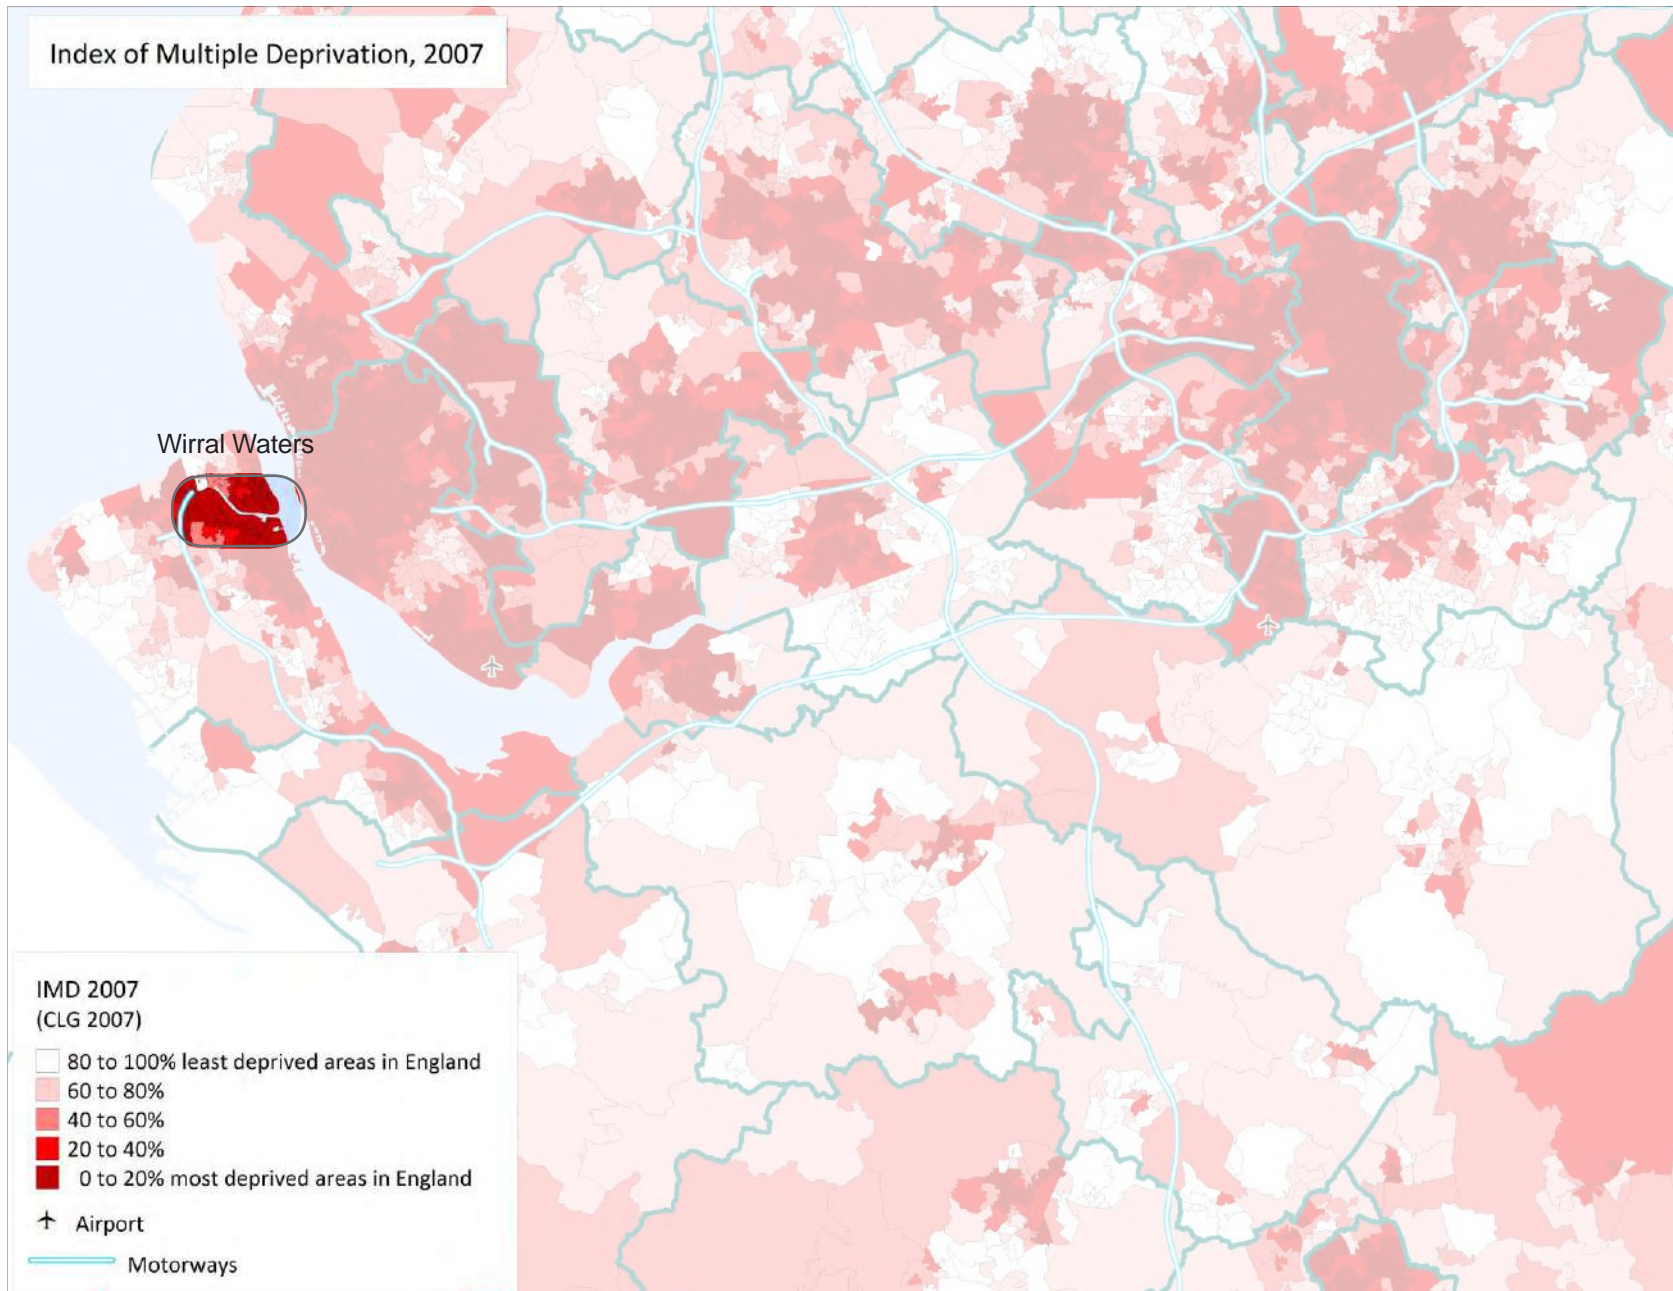 Index of Multiple Deprivation, 2007
Wirral Waters
IMD 2007
(CLG 2007)
80 to 100% least deprived areas in England
60 to 80%
40 to 60%
20 to 40%
0 to 20% most deprived areas in England
Airport
Motorways